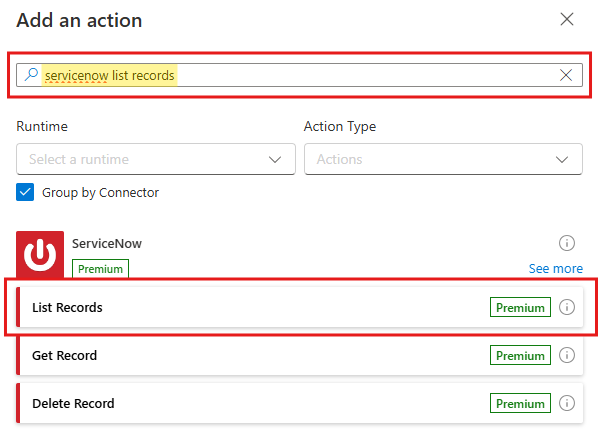 Add an action
servicenow list records
Runtime
Action Type
Select a runtime
Actions
Group by Connector
ServiceNow
Premium
See more
List Records
Premium
Get Record
Premium
Delete Record
Premium